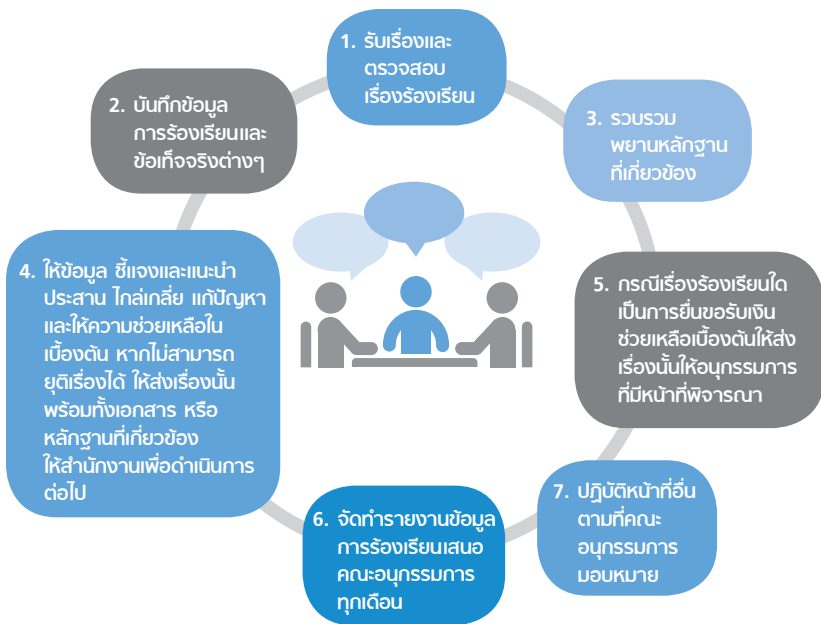 1. รับเรื่องและ
ตรวจสอบ
เรื่องร้องเรียน
2. บันทึกข้อมูล
การร้องเรียนและ
ข้อเท็จจริงต่างๆ
3. รวบรวม
พยานหลักฐาน
ที่เกี่ยวข้อง
4. ให้ข้อมูล ชี้แจงและแนะนำ
ประสาน ไกล่เกลี่ย แก้ปัญหา
และให้ความช่วยเหลือใน
เบื้องต้น หากไม่สามารถ
ยุติเรื่องได้ ให้ส่งเรื่องนั้น
พร้อมทั้งเอกสาร หรือ
หลักฐานที่เกี่ยวข้อง
ให้สำนักงานเพื่อดำเนินการ
ต่อไป
5. กรณีเรื่องร้องเรียนใด
เป็นการยื่นขอรับเงิน
ช่วยเหลือเบื้องต้นให้ส่ง
เรื่องนั้นให้อนุกรรมการ
ที่มีหน้าที่พิจารณา
6. จัดทำรายงานข้อมูล
การร้องเรียนเสนอ
คณะอนุกรรมการ
ทุกเดือน
7. ปฏิบัติหน้าที่อื่น
ตามที่คณะ
อนุกรรมการ
มอบหมาย